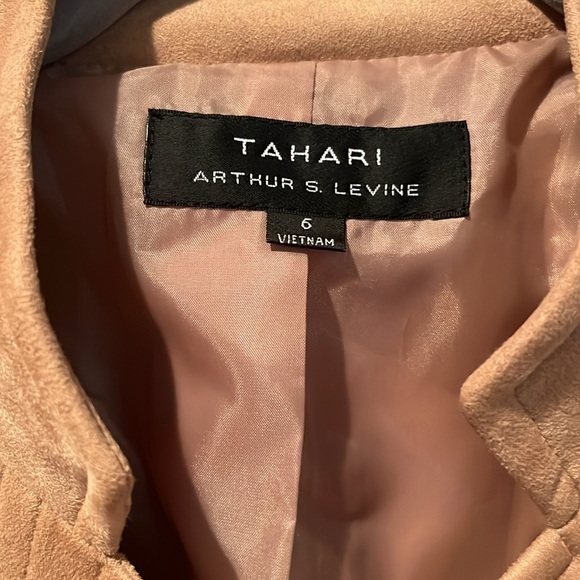 TAHARI
ARTHUR S. LEVINE
6
VIETNAM